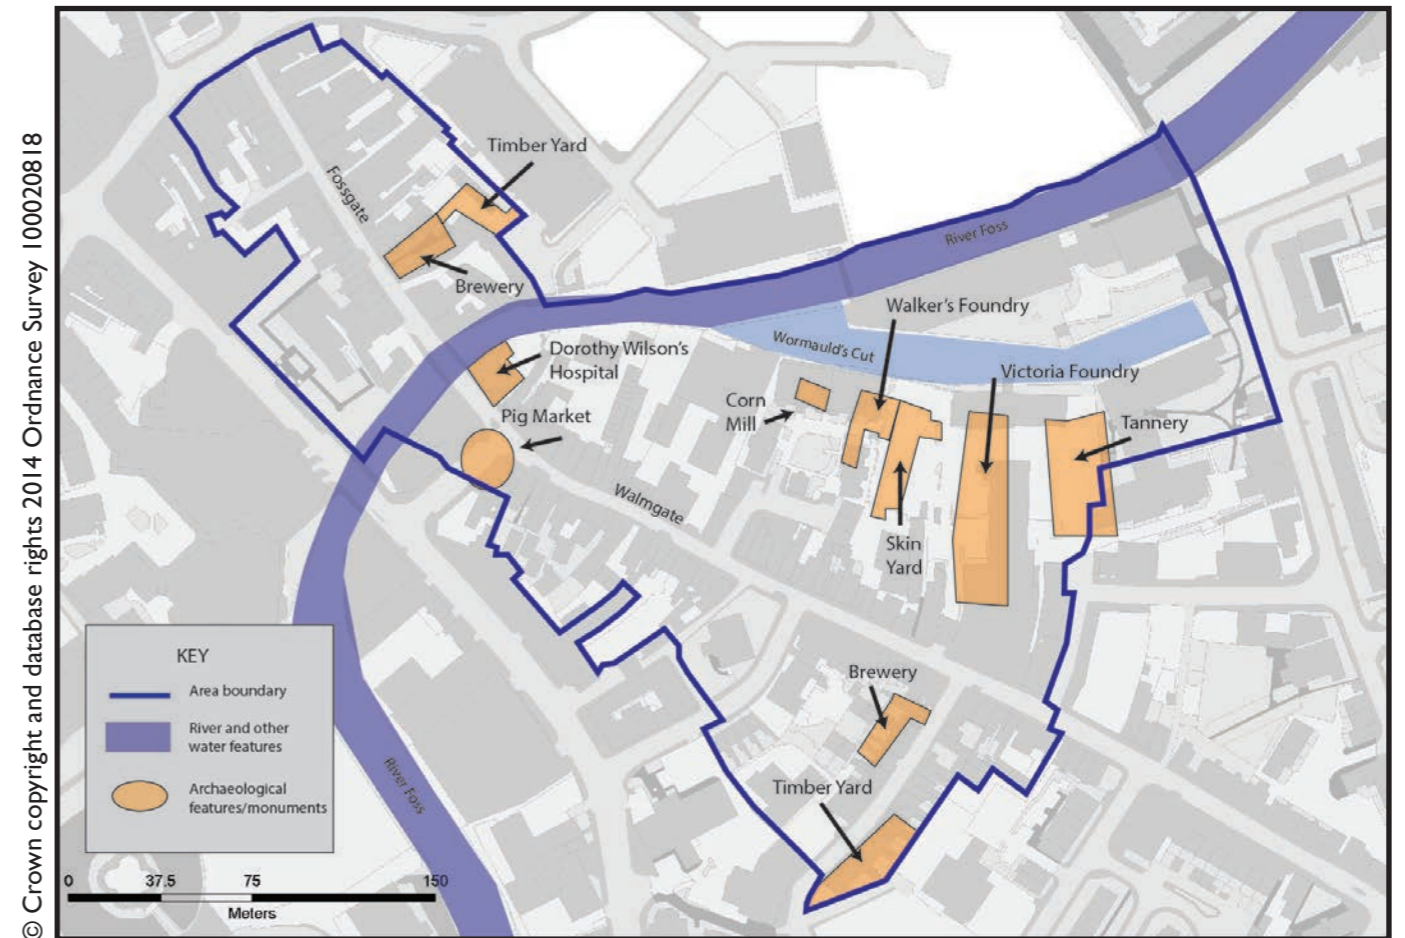 © Crown copyright and database rights 2014 Ordnance Survey 100020818
Timber Yard
Fossgate
Brewery
River Foss
Walker's Foundry
Dorothy Wilson's
Hospital
Wormauld's Cut
Victoria Foundry
Corn
Mill
Pig Market
Tannery
Walmgate
Skin
Yard
KEY
Area boundary
River and other
water features
Archaeological
features/monuments
Brewery
Timber Yard
River Foss
0 37.5 75 150
Meters